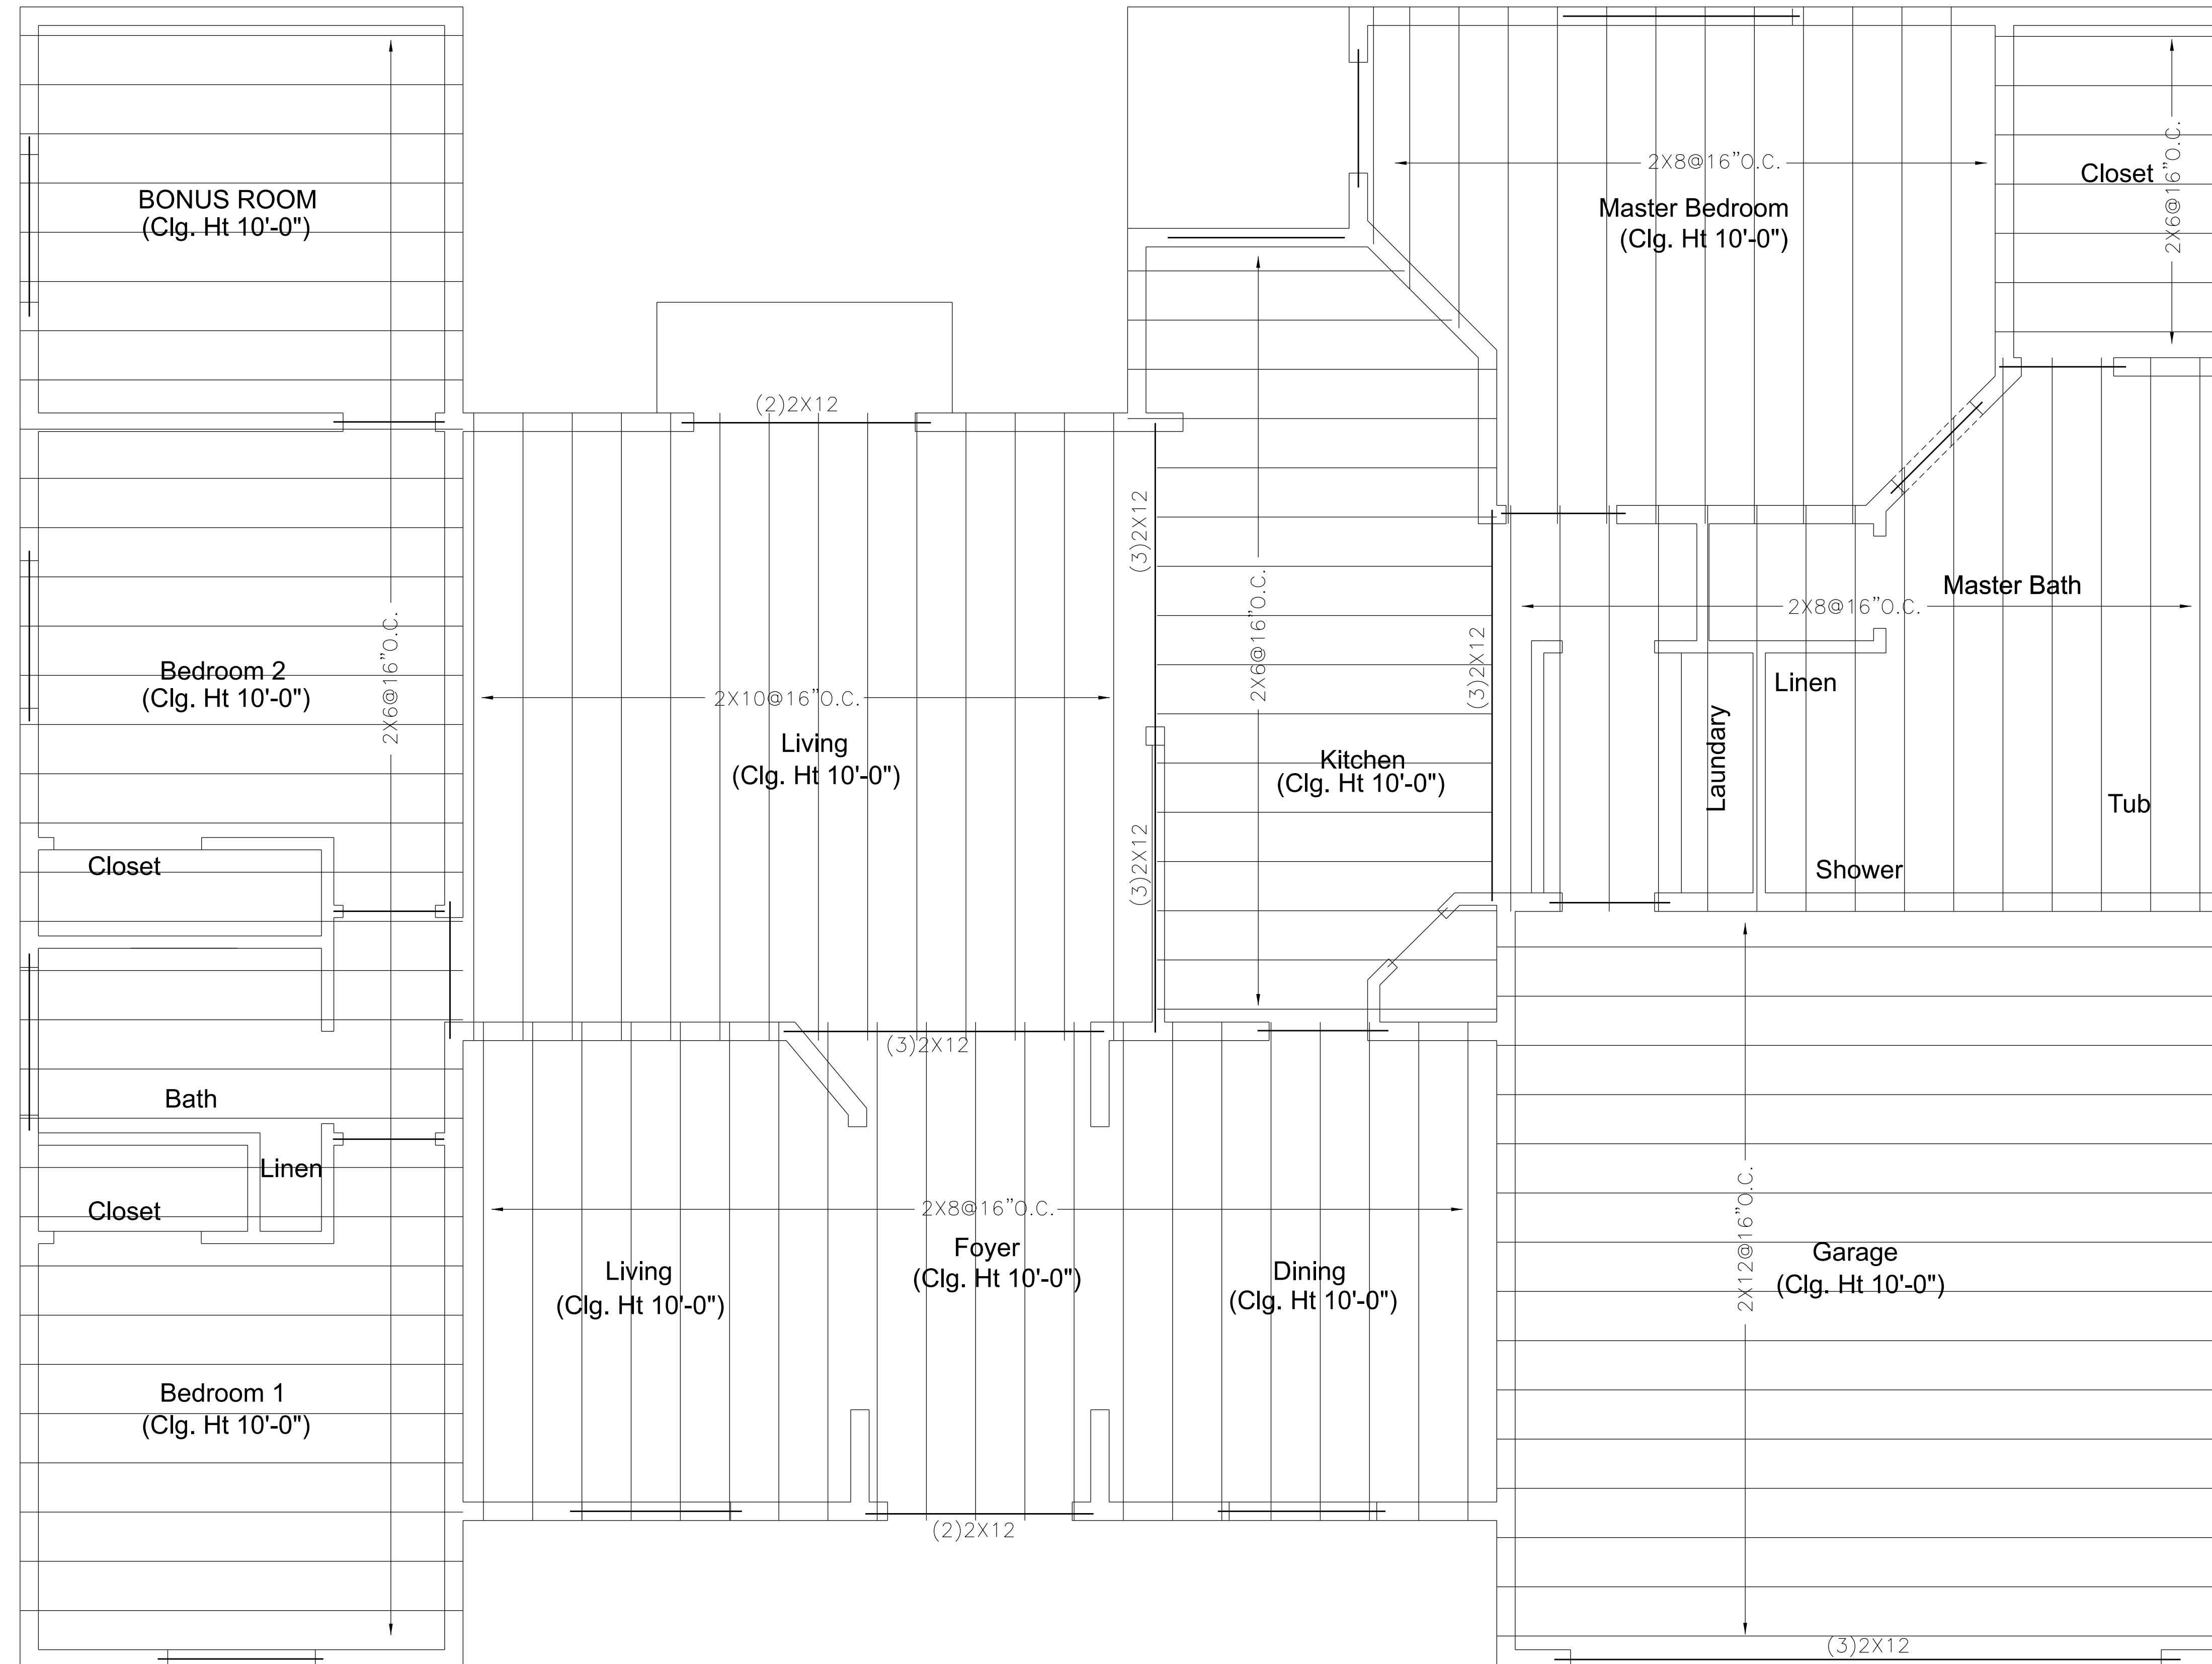 BONUS ROOM
(Clg. Ht 10'-0")
2X6@16"O.C.
Bedroom 2
(Clg. Ht 10'-0")
Closet
Bath
Linen
Closet
Bedroom 1
(Clg. Ht 10'-0")
(2)2X12
2X10@16"O.C.
Living
(Clg. Ht 10'-0")
(3)2X12
(3)2X12
(3)2X12
2X6@16"O.C.
Kitchen
(Clg. Ht 10'-0")
(3)2X12
2X8@16"O.C.
Master Bedroom
(Clg. Ht 10'-0")
Closet
2X6@16"O.C.
Master Bath
2X8@16"O.C.
Linen
Laundary
Tub
Shower
2X8@16"O.C.
Living
(Clg. Ht 10'-0")
Foyer
(Clg. Ht 10'-0")
Dining
(Clg. Ht 10'-0")
(2)2X12
2X12@16"O.C.
Garage
(Clg. Ht 10'-0")
(3)2X12